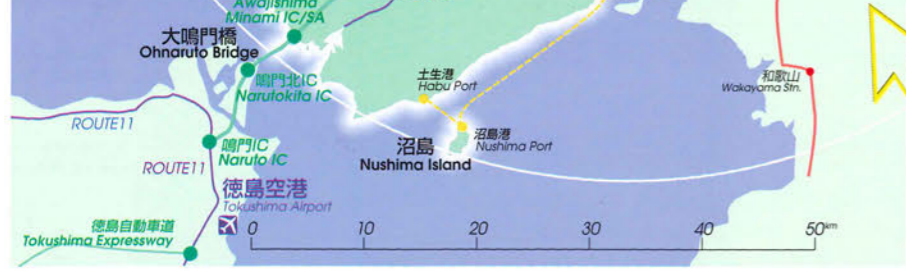 Awajishima
Minami IC/SA
大鳴門橋
Ohnaruto Bridge
鳴門北IC
Narutokita IC
土生港
Habu Port
和歌山
Wakayama Stn.
ROUTE11
鳴門IC
Naruto IC
沼島港
Nushima Port
沼島
Nushima Island
ROUTE11
徳島空港
Tokushima Airport
徳島自動車道
Tokushima Expressway
0 10 20 30 40 50km